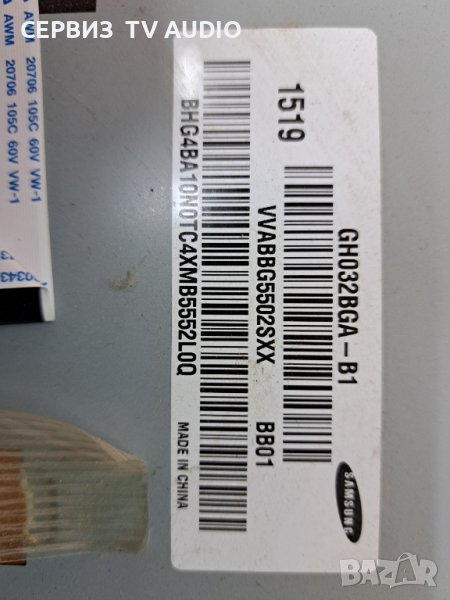 СЕРВИЗ TV AUDIO
AWM 20706 105C 60V VW-1
AWM 20706 105C 60V VW-1
1519
GH032BGA-B1
VVABBG5502SXX BB01
BHG4BA10N0TC4XMB5552L0Q
MADE IN CHINA
SAMSUNG
BAZAR